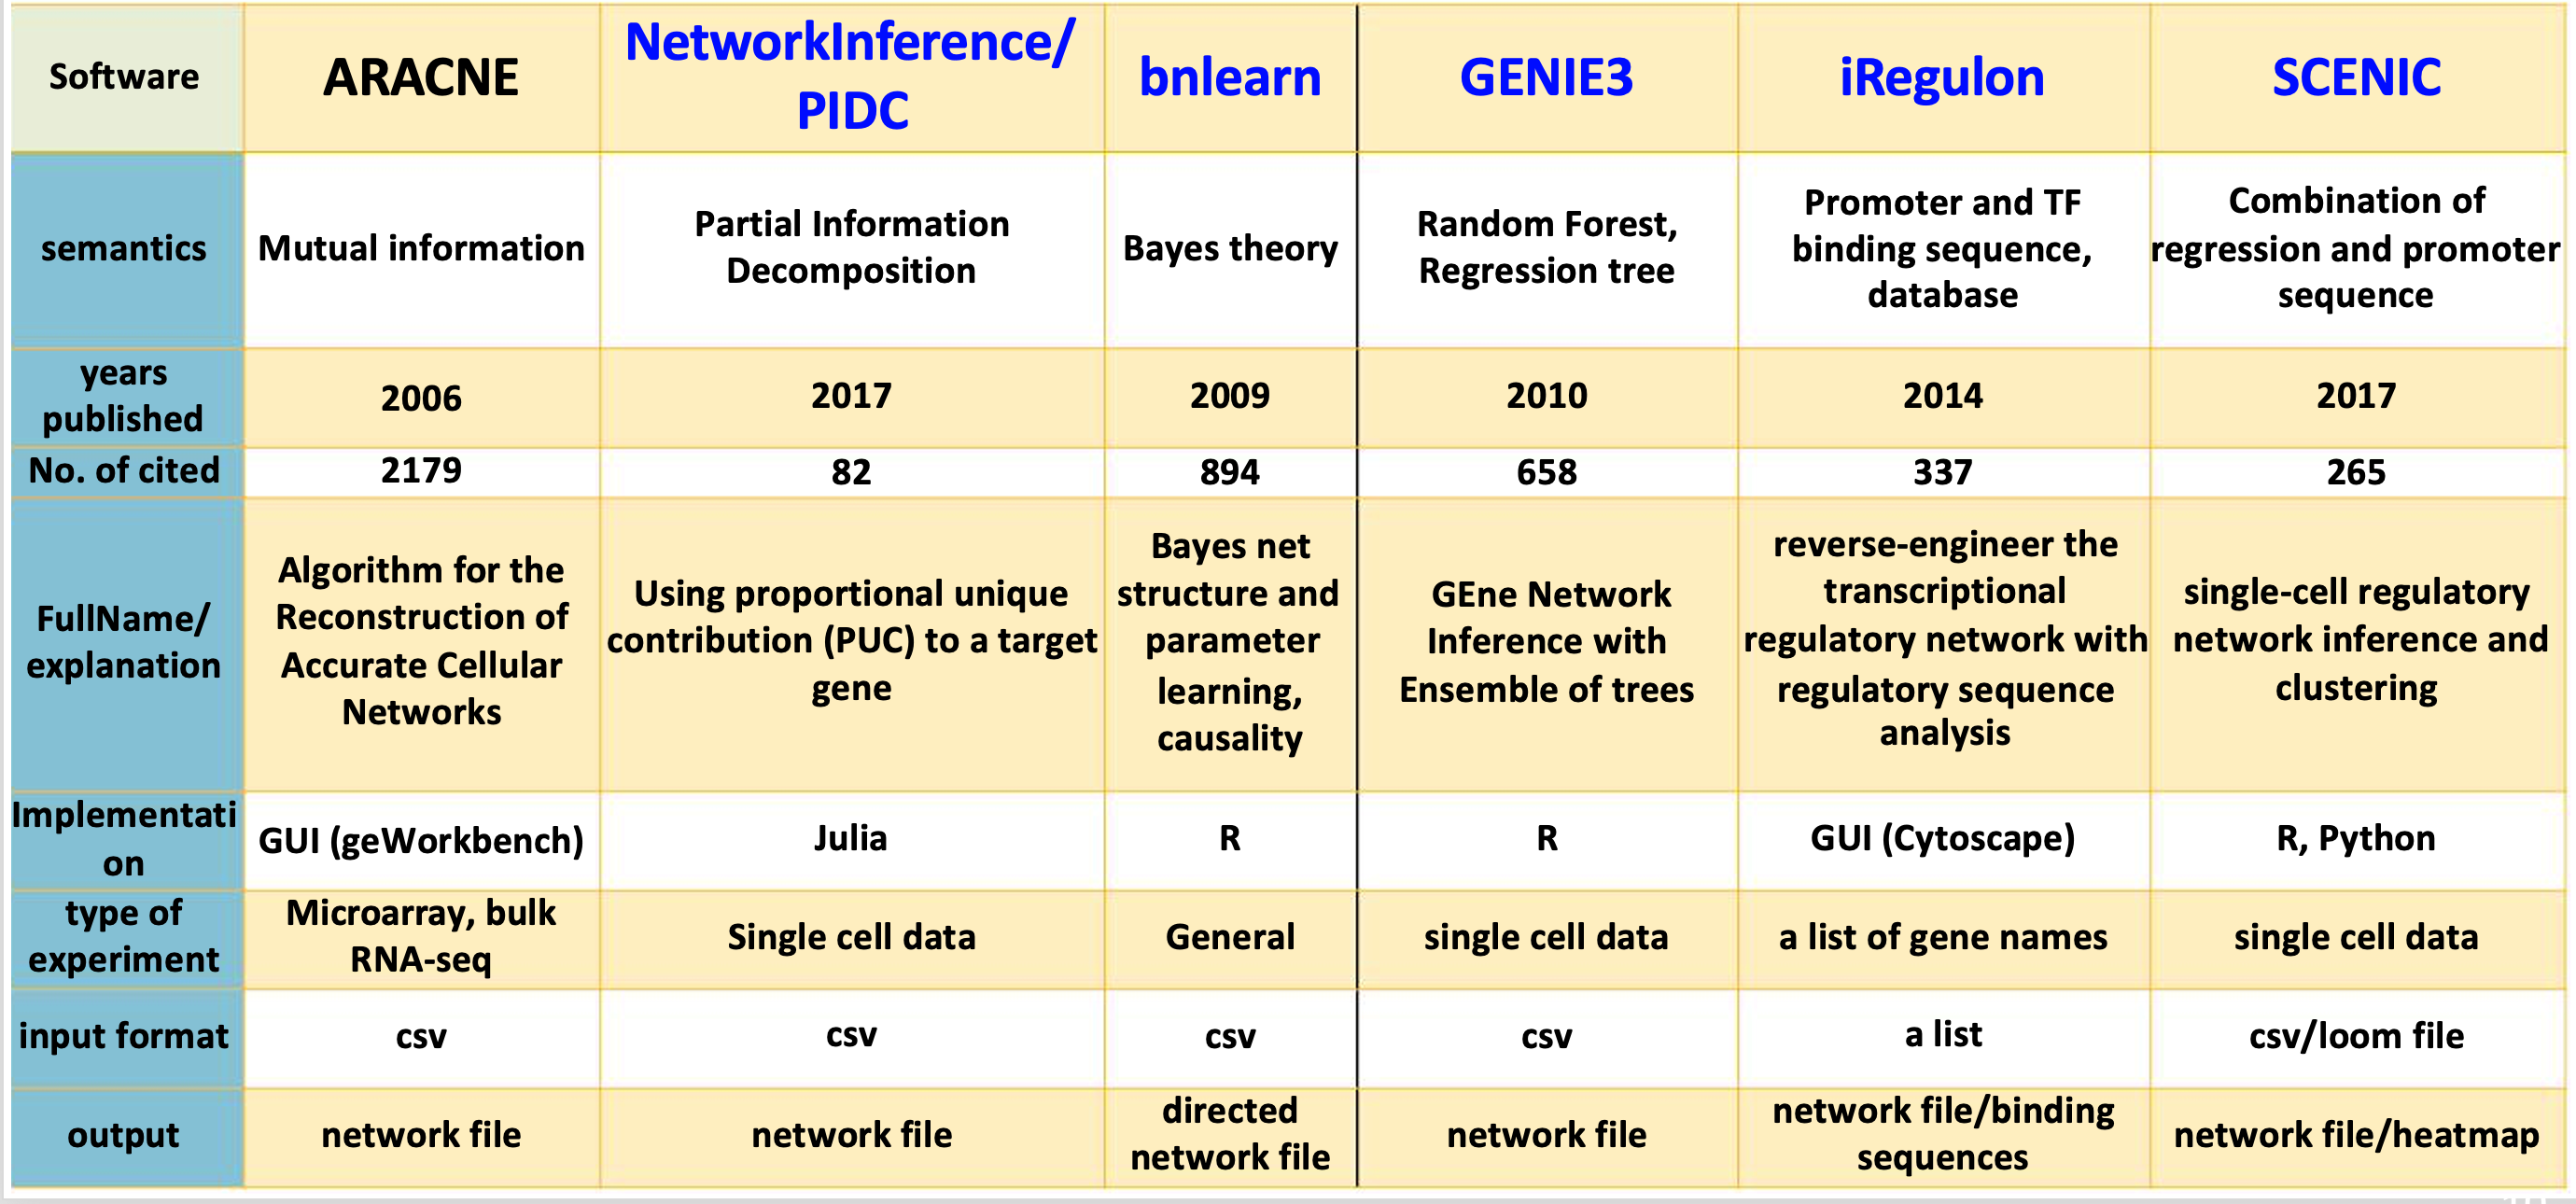 Software
ARACNE
NetworkInference/
PIDC
bnlearn
GENIE3
iRegulon
SCENIC
semantics
Mutual information
Partial Information
Decomposition
Bayes theory
Random Forest,
Regression tree
Promoter and TF
binding sequence,
database
Combination of
regression and promoter
sequence
years
published
2006
2017
2009
2010
2014
2017
No. of cited
2179
82
894
658
337
265
FullName/
explanation
Algorithm for the
Reconstruction of
Accurate Cellular
Networks
Using proportional unique
contribution (PUC) to a target
gene
Bayes net
structure and
parameter
learning,
causality
GEne Network
Inference with
Ensemble of trees
reverse-engineer the
transcriptional
regulatory network with
regulatory sequence
analysis
single-cell regulatory
network inference and
clustering
Implementati
on
GUI (geWorkbench)
Julia
R
R
GUI (Cytoscape)
R, Python
type of
experiment
Microarray, bulk
RNA-seq
Single cell data
General
single cell data
a list of gene names
single cell data
input format
csv
csv
csv
csv
a list
csv/loom file
output
network file
network file
directed
network file
network file
network file/binding
sequences
network file/heatmap